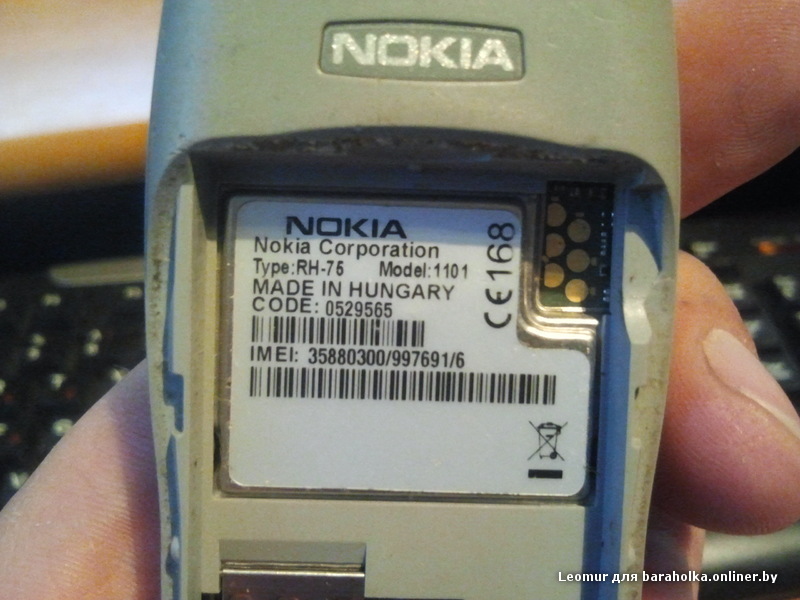 NOKIA
NOKIA
Nokia Corporation
Type:RH-75 Model:1101
MADE IN HUNGARY
CODE: 0529565
IMEI: 35880300/997691/6
CE168
Leomur для baraholka.onliner.by